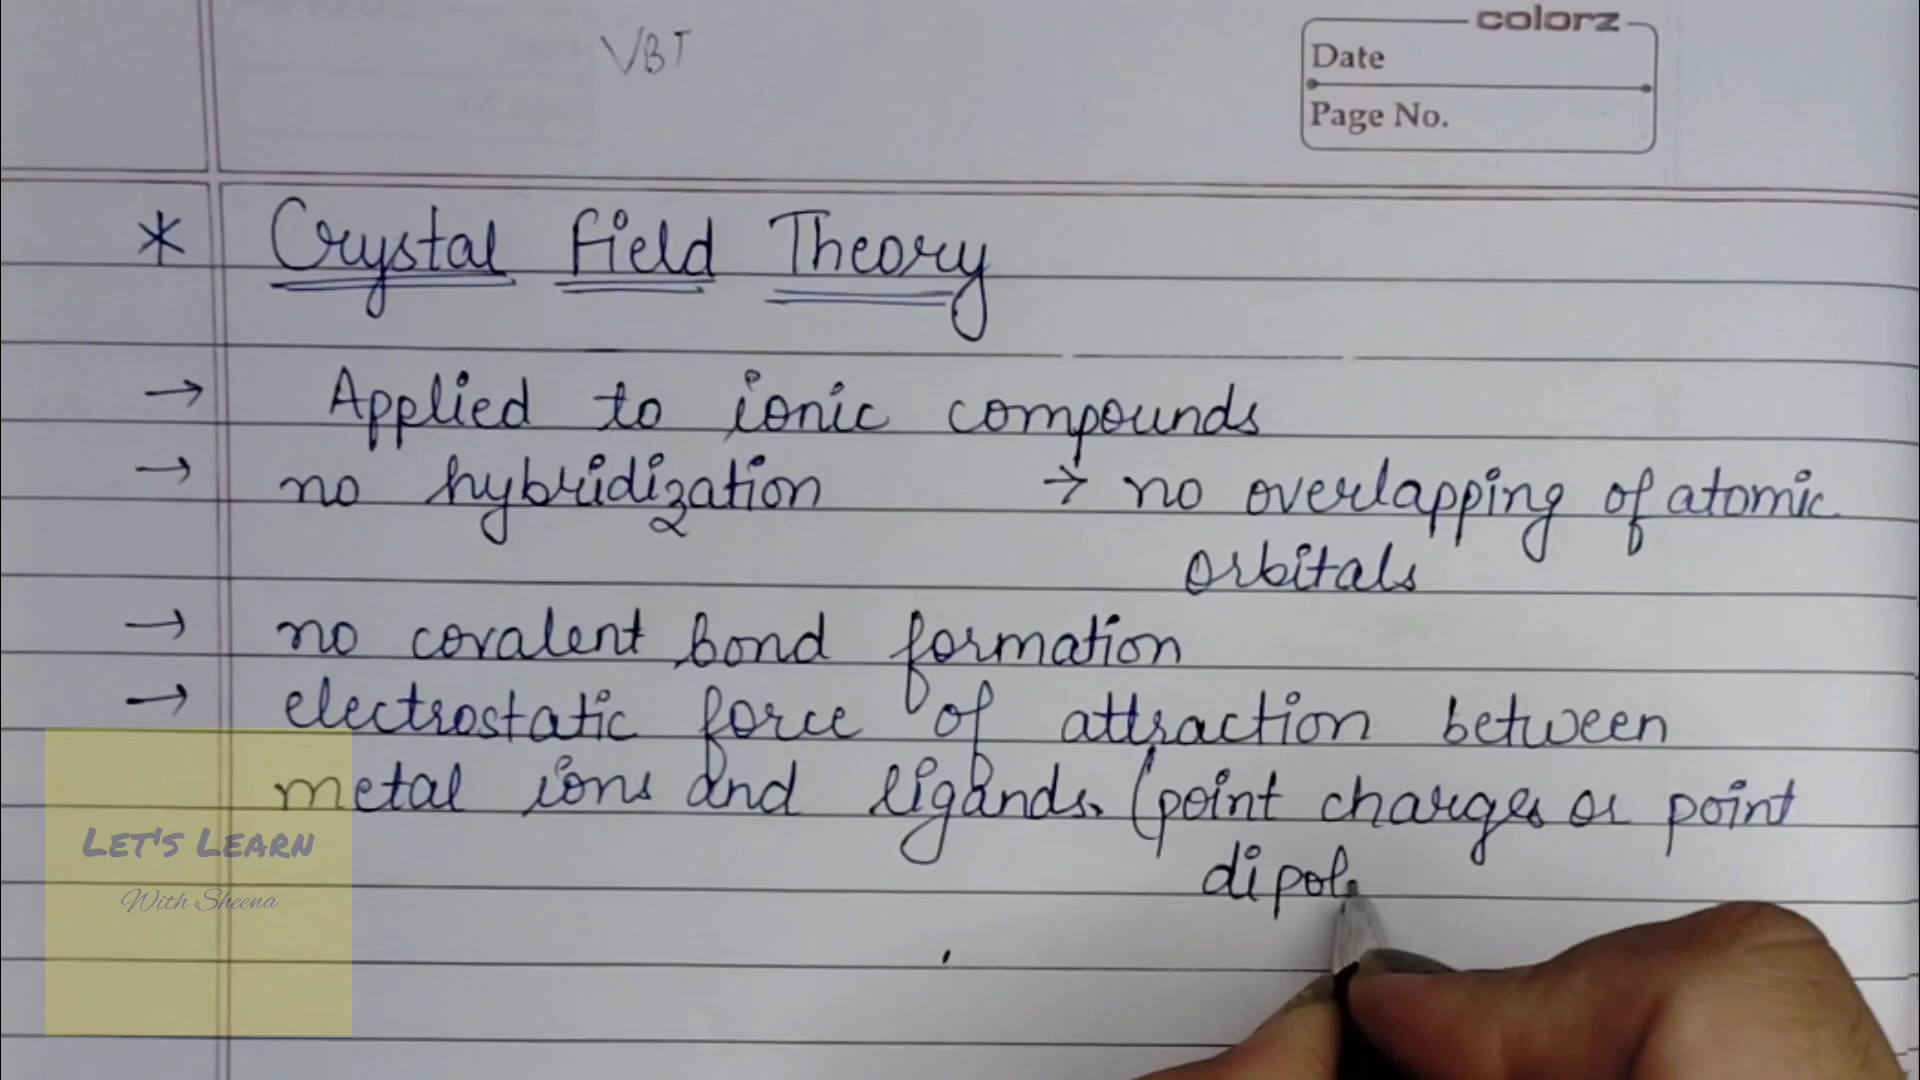 VBT
colorz
Date
Page No.
* Crystal Field Theory
→ Applied to ionic compounds
→ no hybridization → no overlapping of atomic
orbitals
→ no covalent bond formation
→ electrostatic force of attraction between
metal ions and ligands. (point charges or point
dipol
LET'S LEARN
With Sheena